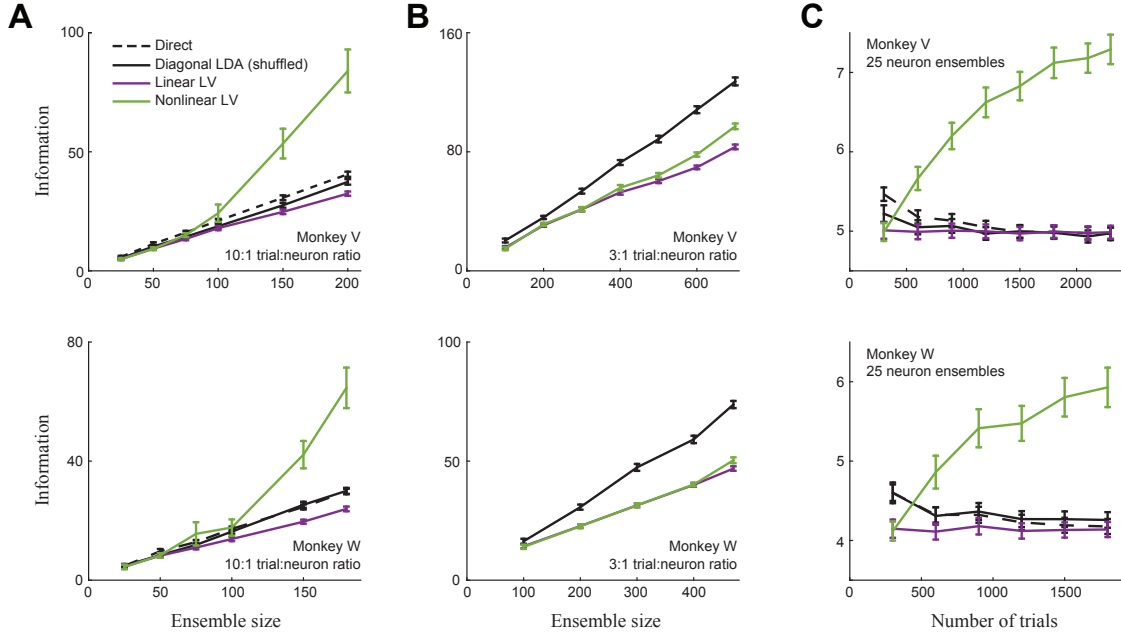 A
B
C
100
50
0
Information
Direct
Diagonal LDA (shuffled)
Linear LV
Nonlinear LV
Monkey V
10:1 trial:neuron ratio
0 50 100 150 200
160
80
0
Monkey V
3:1 trial:neuron ratio
0 200 400 600
7
6
5
Monkey V
25 neuron ensembles
0 500 1000 1500 2000
80
40
0
Information
Monkey W
10:1 trial:neuron ratio
0 50 100 150
Ensemble size
100
50
0
Monkey W
3:1 trial:neuron ratio
0 100 200 300 400
Ensemble size
6
5
4
Monkey W
25 neuron ensembles
0 500 1000 1500
Number of trials